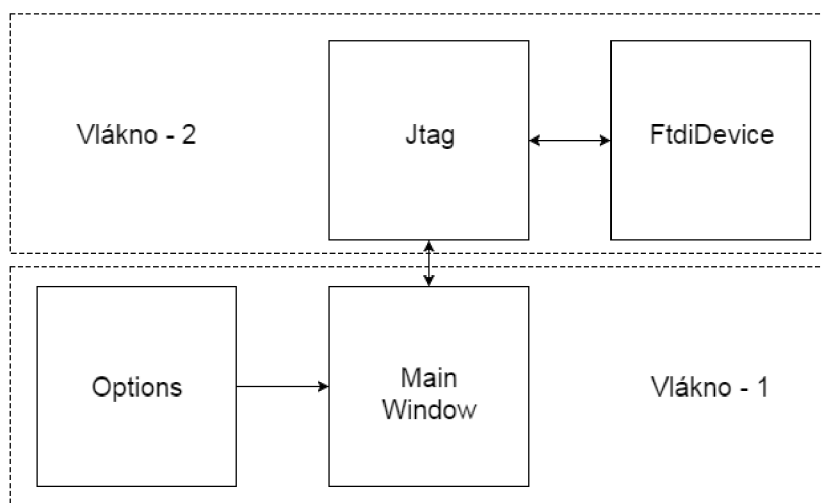 Vlákno - 2
Jtag
FtdiDevice
Options
Main
Window
Vlákno - 1